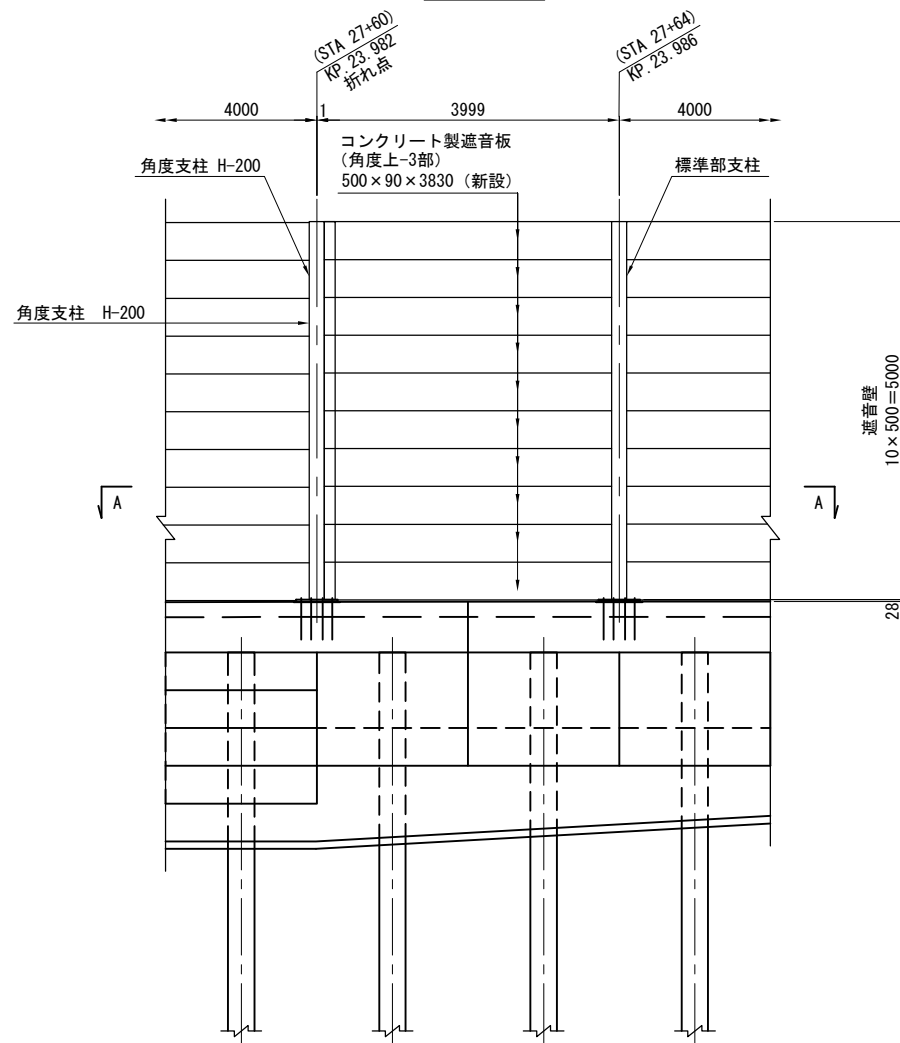 (STA 27+60)
KP.23.982
折れ点
(STA 27+64)
KP.23.986
4000
1
3999
4000
コンクリート製遮音板
(角度上-3部)
500×90×3830 (新設)
角度支柱 H-200
標準部支柱
角度支柱 H-200
遮音壁
10×500=5000
A
A
28